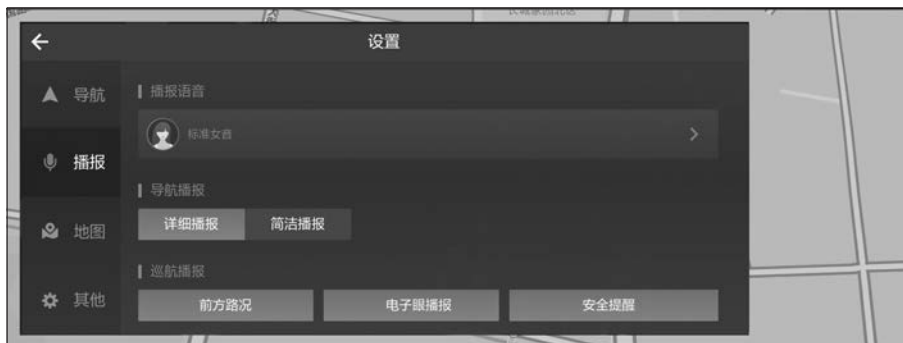 设置
导航
播报语音
标准女音
播报
导航播报
详细播报 简洁播报
地图
巡航播报
其他
前方路况 电子眼播报 安全提醒